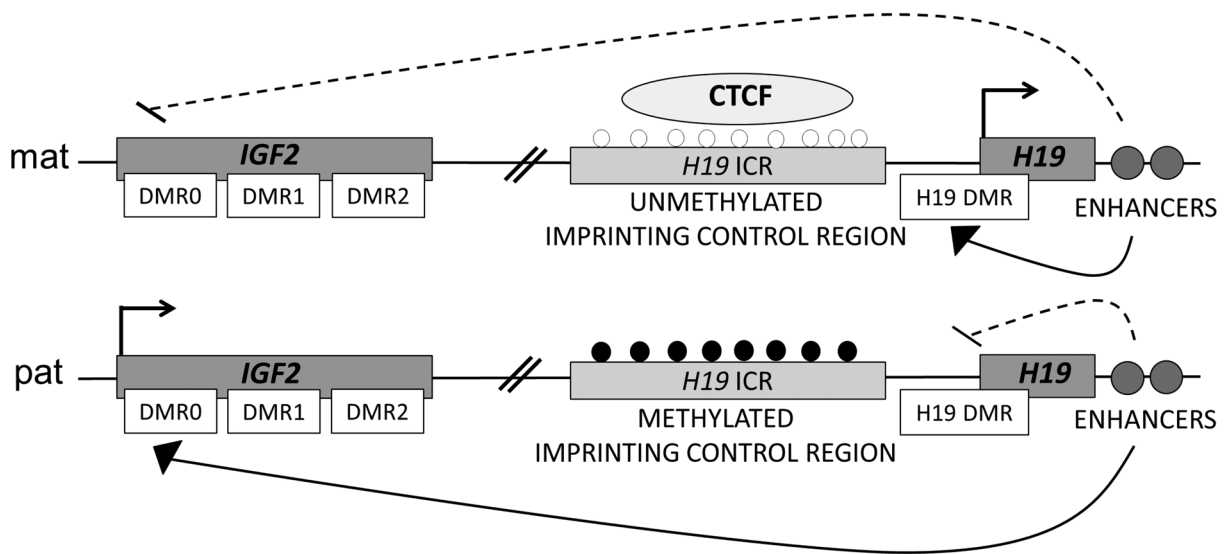 CTCF
mat
IGF2
H19 ICR
H19
DMR0 DMR1 DMR2
UNMETHYLATED
IMPRINTING CONTROL REGION
H19 DMR
ENHANCERS
pat
IGF2
H19 ICR
H19
DMR0 DMR1 DMR2
METHYLATED
IMPRINTING CONTROL REGION
H19 DMR
ENHANCERS